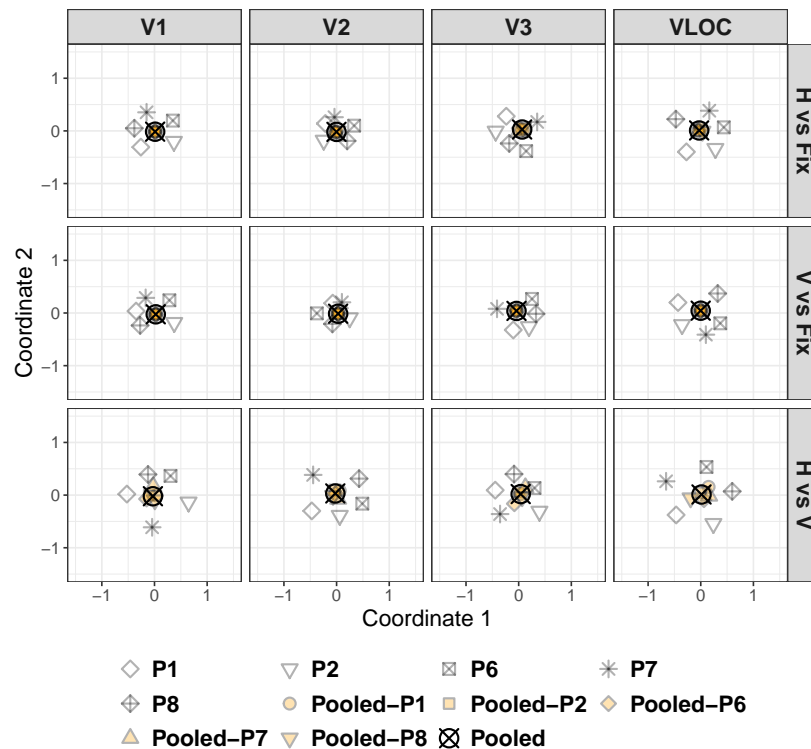 V1 V2 V3 VLOC
1
0
−1
H vs Fix
1
0
−1
V vs Fix
1
0
−1
H vs V
Coordinate 2
−1 0 1 −1 0 1 −1 0 1 −1 0 1
Coordinate 1
P1 P2 P6 P7
P8 Pooled−P1 Pooled−P2 Pooled−P6
Pooled−P7 Pooled−P8 Pooled